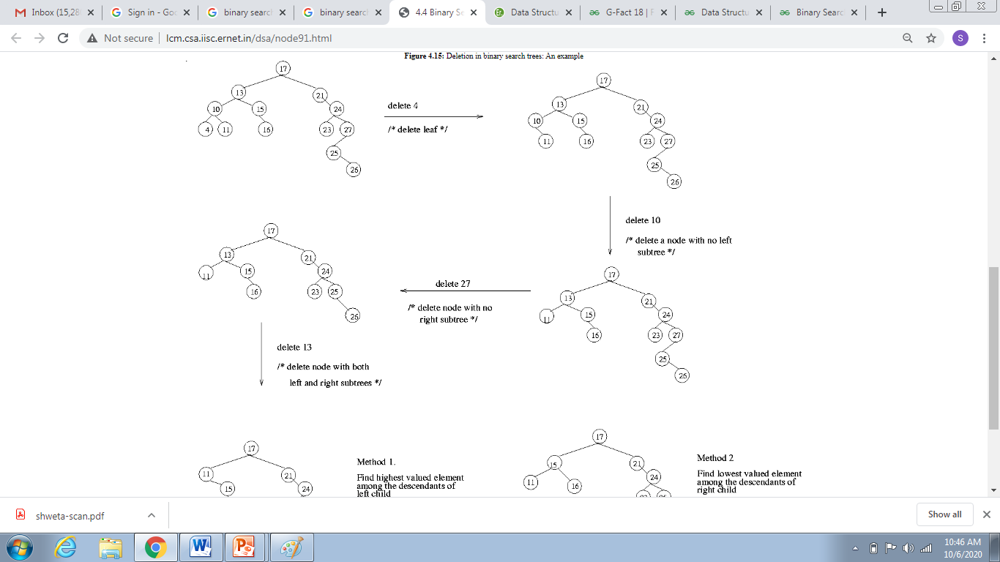 Inbox (15,28
Sign in - Goo
binary search
binary search
4.4 Binary Se
Data Structu
G-Fact 18 | F
Data Structu
Binary Searc
Not secure | lcm.csa.iisc.ernet.in/dsa/node91.html
S
Figure 4.15: Deletion in binary search trees: An example
17
13 21
10 15 24
4 11 16 23 27
25
26
delete 4
/* delete leaf */
17
13 21
10 15 24
11 16 23 27
25
26
delete 10
/* delete a node with no left
subtree */
17
13 21
11 15 24
16 23 27
25
26
delete 27
/* delete node with no
right subtree */
17
13 21
11 15 24
16 23 25
26
delete 13
/* delete node with both
left and right subtrees */
17
11 21
15 24
Method 1.
Find highest valued element
among the descendants of
left child
17
15 21
11 16 24
Method 2
Find lowest valued element
among the descendants of
right child
shweta-scan.pdf
Show all
10:46 AM
10/6/2020